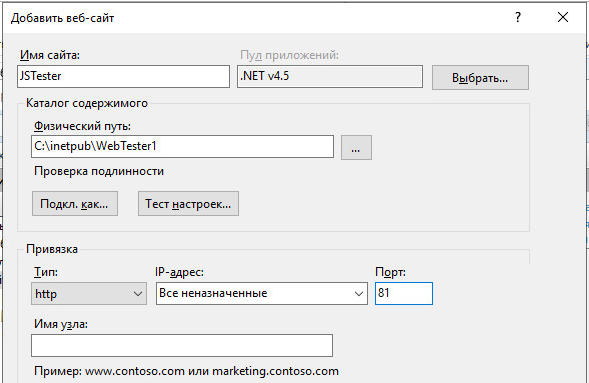 Добавить веб-сайт ? ×
Имя сайта: Пул приложений:
JSTester .NET v4.5 Выбрать...
Каталог содержимого
Физический путь:
C:\inetpub\WebTester1 ...
Проверка подлинности
Подкл. как... Тест настроек...
Привязка
Тип: IP-адрес: Порт:
http Все неназначенные 81
Имя узла:
Пример: www.contoso.com или marketing.contoso.com